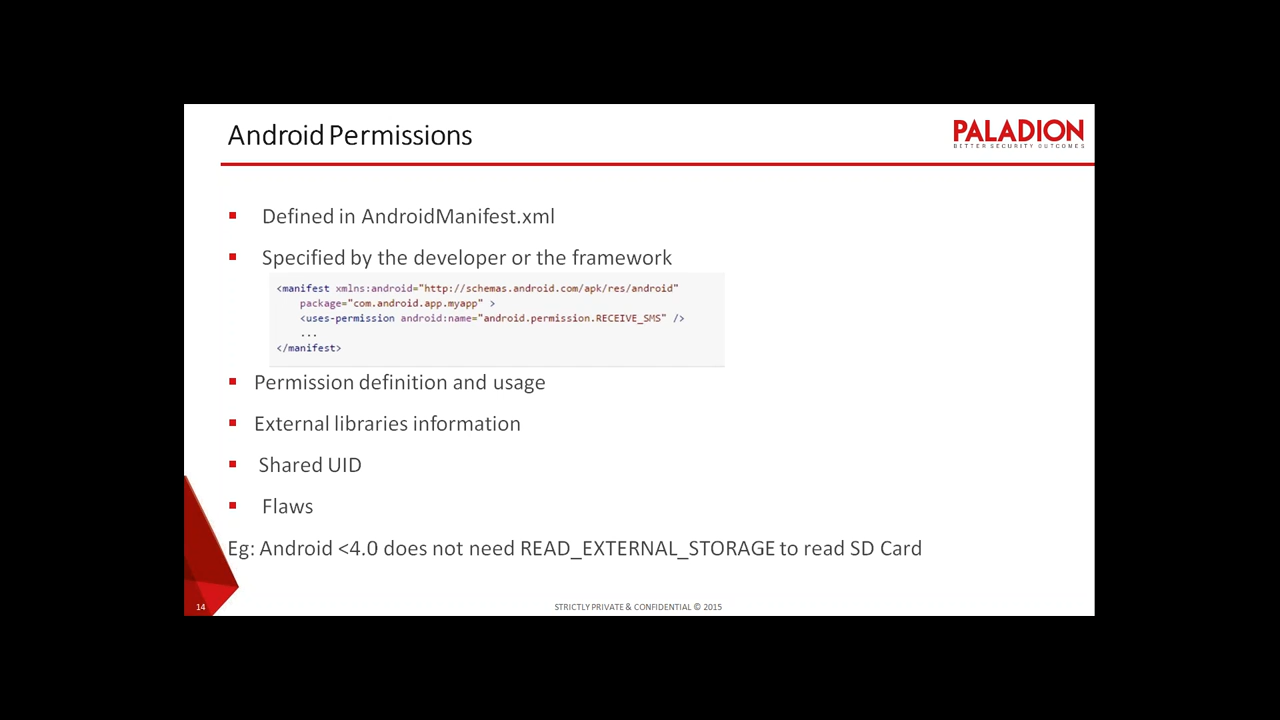 Android Permissions
PALADION
BETTER SECURITY OUTCOMES
Defined in AndroidManifest.xml
Specified by the developer or the framework
<manifest xmlns:android="http://schemas.android.com/apk/res/android"
package="com.android.app.myapp" >
<uses-permission android:name="android.permission.RECEIVE_SMS" />
...
</manifest>
Permission definition and usage
External libraries information
Shared UID
Flaws
Eg: Android <4.0 does not need READ_EXTERNAL_STORAGE to read SD Card
14
STRICTLY PRIVATE & CONFIDENTIAL © 2015